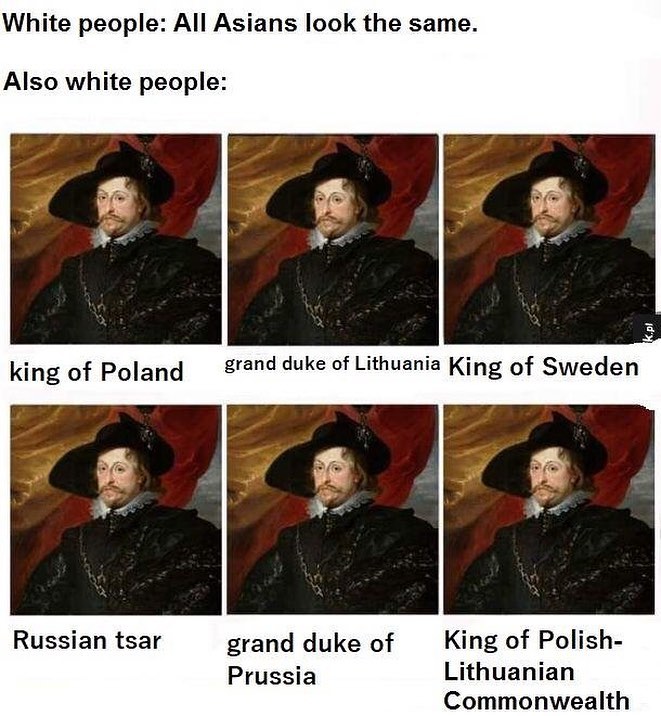 White people: All Asians look the same.
Also white people:
king of Poland
grand duke of Lithuania
King of Sweden
k.pl
Russian tsar
grand duke of
Prussia
King of Polish-
Lithuanian
Commonwealth